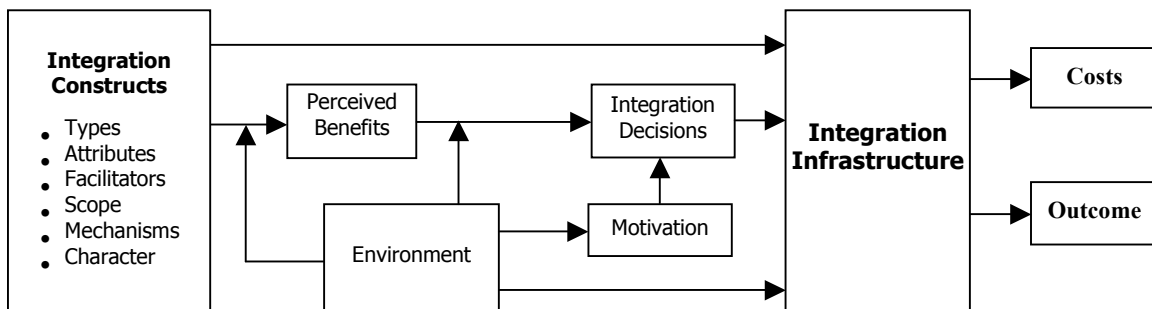 Integration
Constructs
• Types
• Attributes
• Facilitators
• Scope
• Mechanisms
• Character
Perceived
Benefits
Environment
Integration
Decisions
Motivation
Integration
Infrastructure
Costs
Outcome